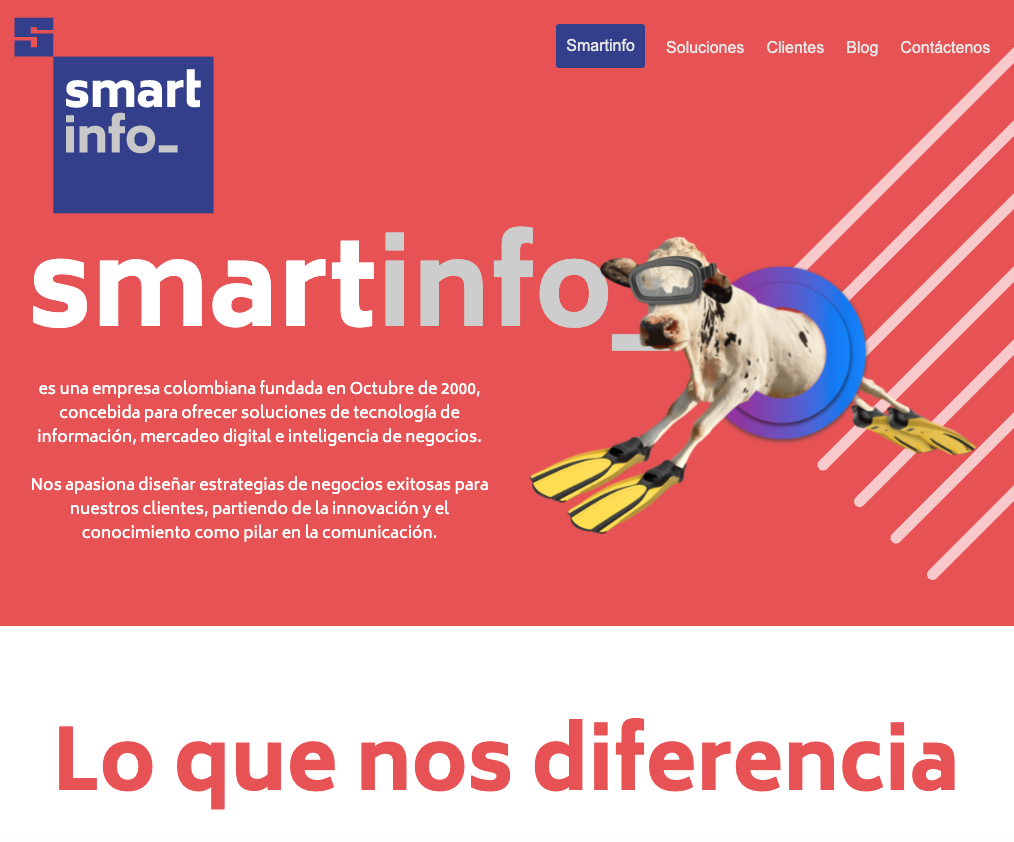 smart
info_
Smartinfo
Soluciones
Clientes
Blog
Contáctenos
smartinfo_
es una empresa colombiana fundada en Octubre de 2000,
concebida para ofrecer soluciones de tecnología de
información, mercadeo digital e inteligencia de negocios.
Nos apasiona diseñar estrategias de negocios exitosas para
nuestros clientes, partiendo de la innovación y el
conocimiento como pilar en la comunicación.
Lo que nos diferencia